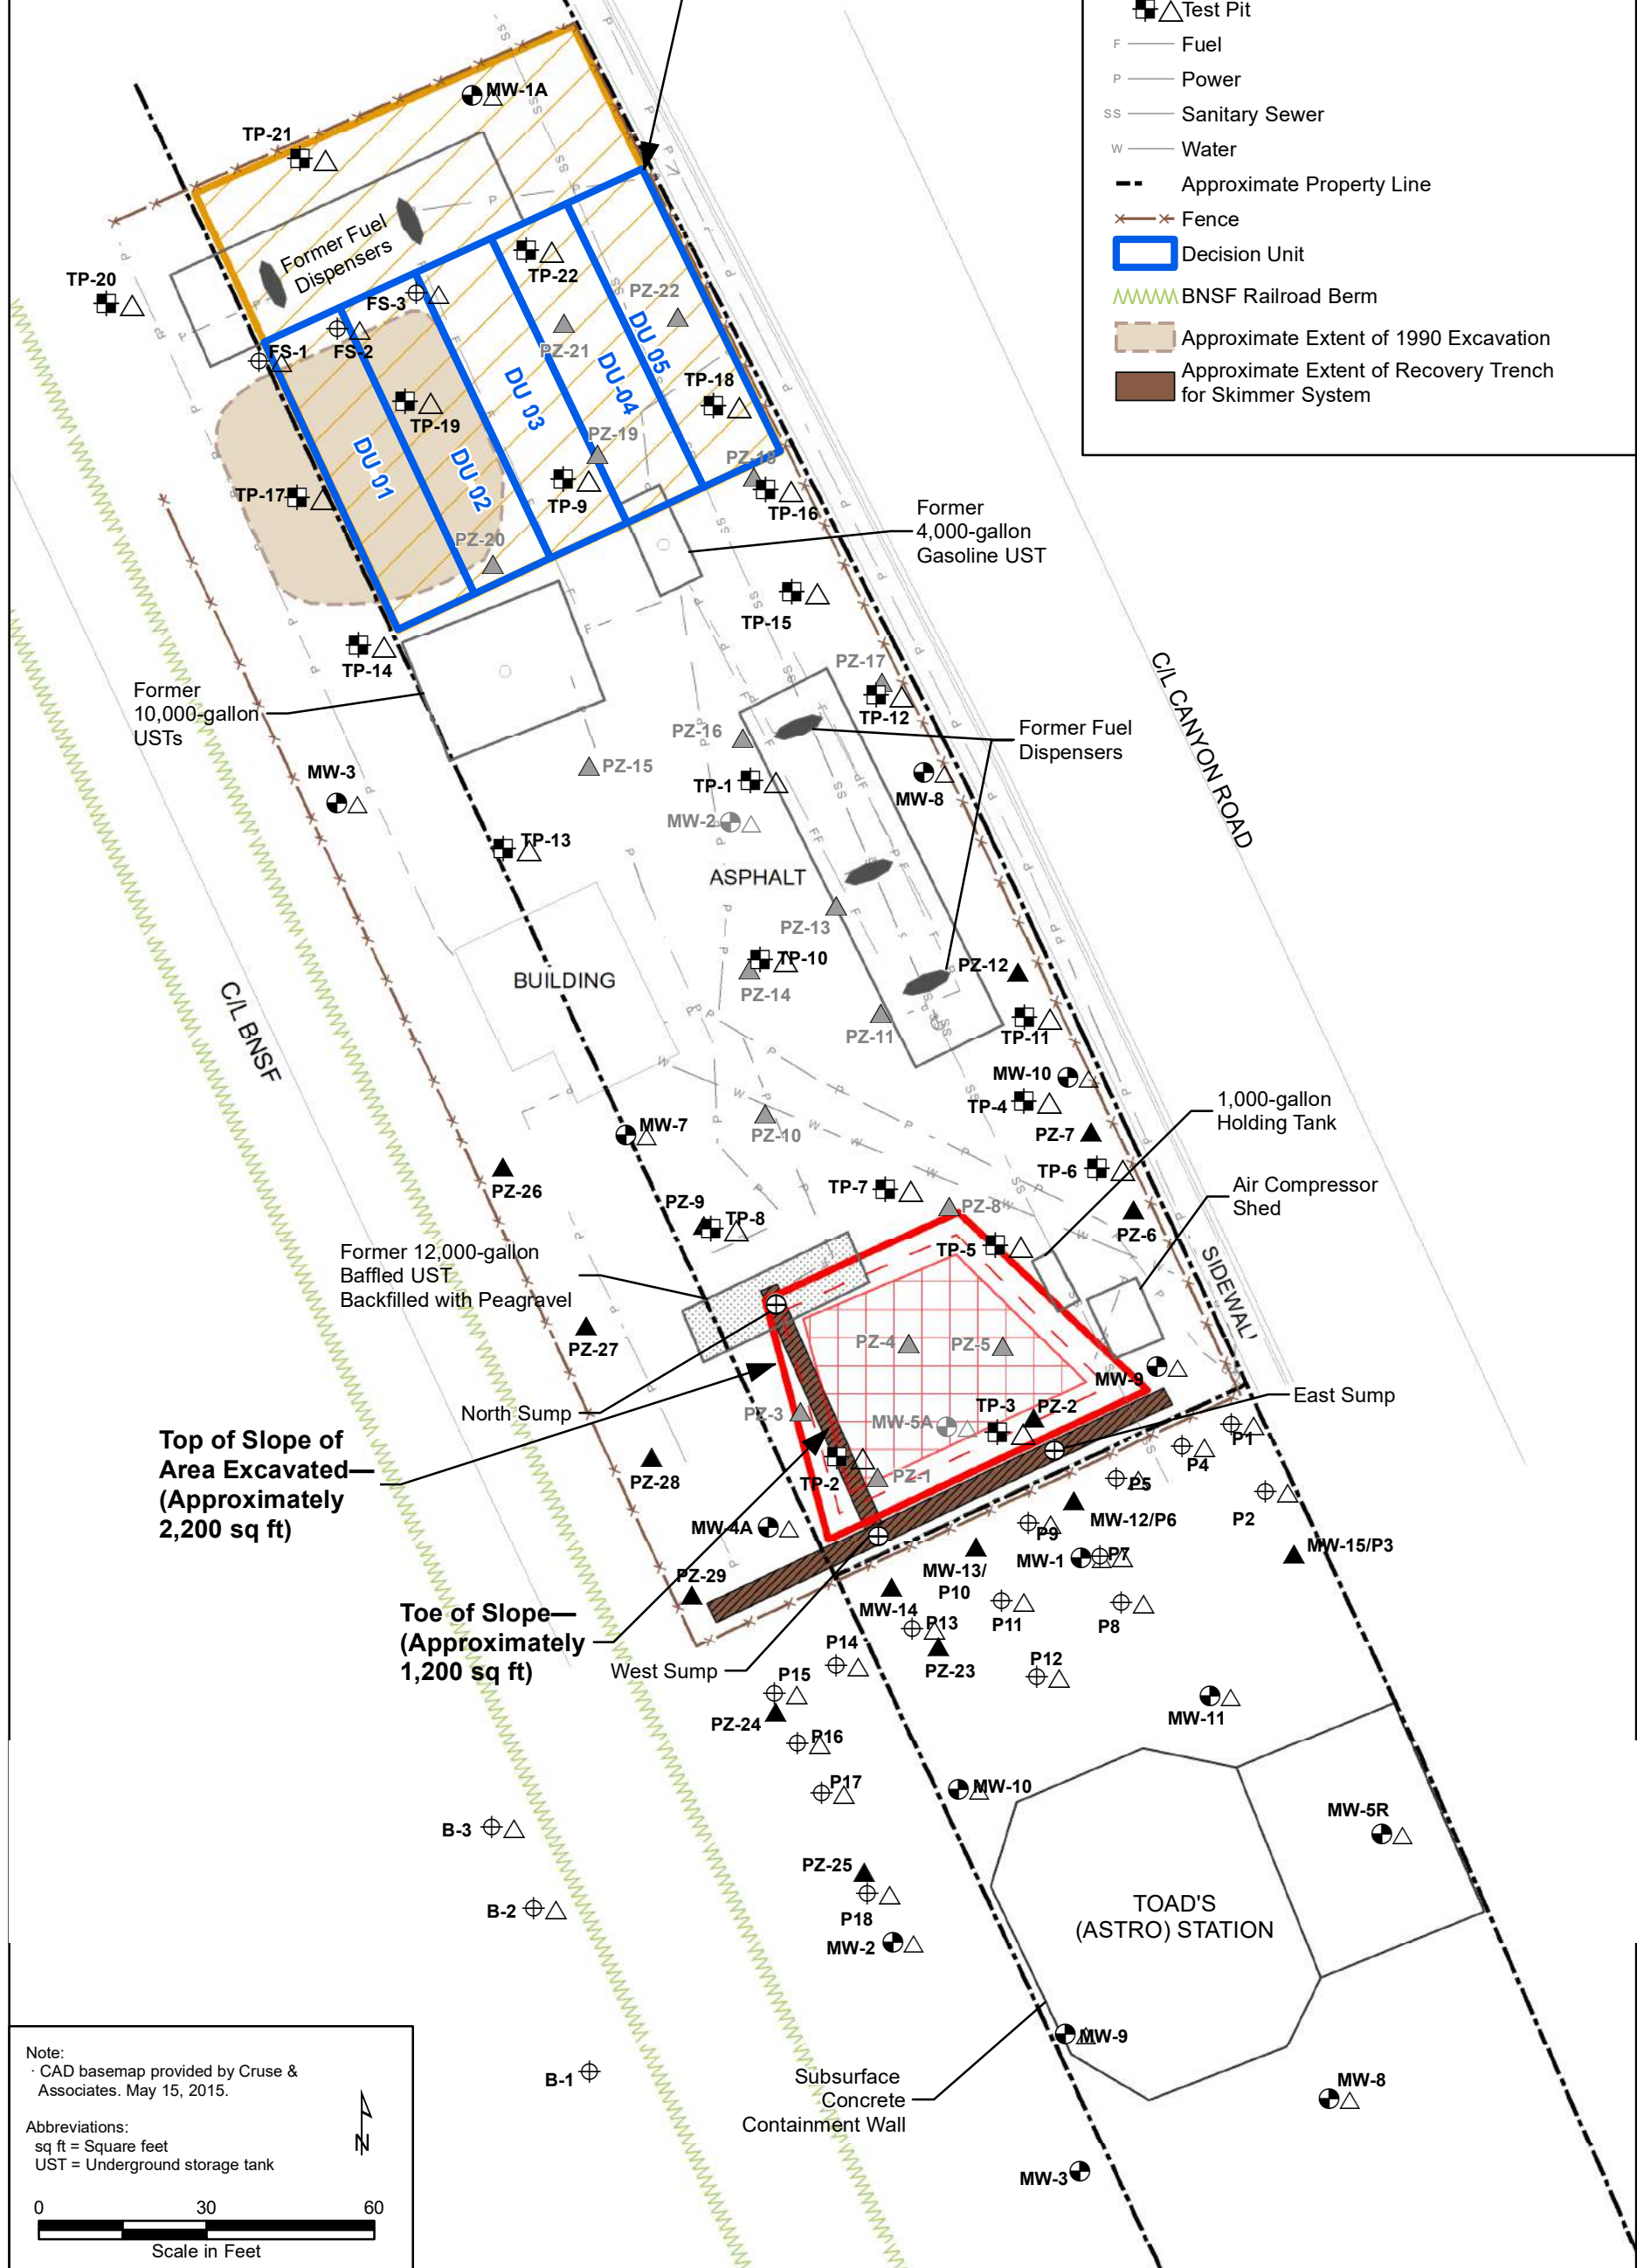 Test Pit
F Fuel
P Power
SS Sanitary Sewer
W Water
Approximate Property Line
Fence
Decision Unit
BNSF Railroad Berm
Approximate Extent of 1990 Excavation
Approximate Extent of Recovery Trench
for Skimmer System
MW-1A
TP-21
Former Fuel
Dispensers
TP-20
TP-22
FS-3
PZ-22
FS-1
FS-2
PZ-21
DU 01
DU 02
DU 03
DU-04
DU 05
TP-18
TP-19
PZ-19
PZ-18
TP-17
TP-9
TP-16
PZ-20
Former
4,000-gallon
Gasoline UST
TP-15
TP-14
PZ-17
TP-12
Former
10,000-gallon
USTs
C/L CANYON ROAD
PZ-16
Former Fuel
Dispensers
PZ-15
MW-3
TP-1
MW-8
MW-2
TP-13
ASPHALT
PZ-13
TP-10
PZ-12
BUILDING
PZ-14
C/L BNSF
PZ-11
TP-11
MW-10
TP-4
1,000-gallon
Holding Tank
MW-7
PZ-10
PZ-7
TP-6
PZ-26
TP-7
Air Compressor
Shed
PZ-9
TP-8
PZ-8
PZ-6
Former 12,000-gallon
Baffled UST
Backfilled with Peagravel
TP-5
SIDEWAL'
PZ-27
PZ-4
PZ-5
MW-9
East Sump
North Sump
PZ-3
MW-5A
TP-3
PZ-2
P1
Top of Slope of
Area Excavated
(Approximately
2,200 sq ft)
P4
PZ-28
TP-2
PZ-1
P5
P2
MW-4A
MW-12/P6
P9
MW-15/P3
MW-1
P7
PZ-29
MW-13/
P10
MW-14
P11
P8
Toe of Slope
(Approximately
1,200 sq ft)
P13
P14
West Sump
PZ-23
P12
P15
PZ-24
MW-11
P16
P17
MW-10
B-3
MW-5R
PZ-25
B-2
P18
TOAD'S
(ASTRO) STATION
MW-2
MW-9
B-1
Subsurface
Concrete
Containment Wall
MW-8
MW-3
Note:
· CAD basemap provided by Cruse &
Associates. May 15, 2015.
Abbreviations:
sq ft = Square feet
UST = Underground storage tank
N
0 30 60
Scale in Feet